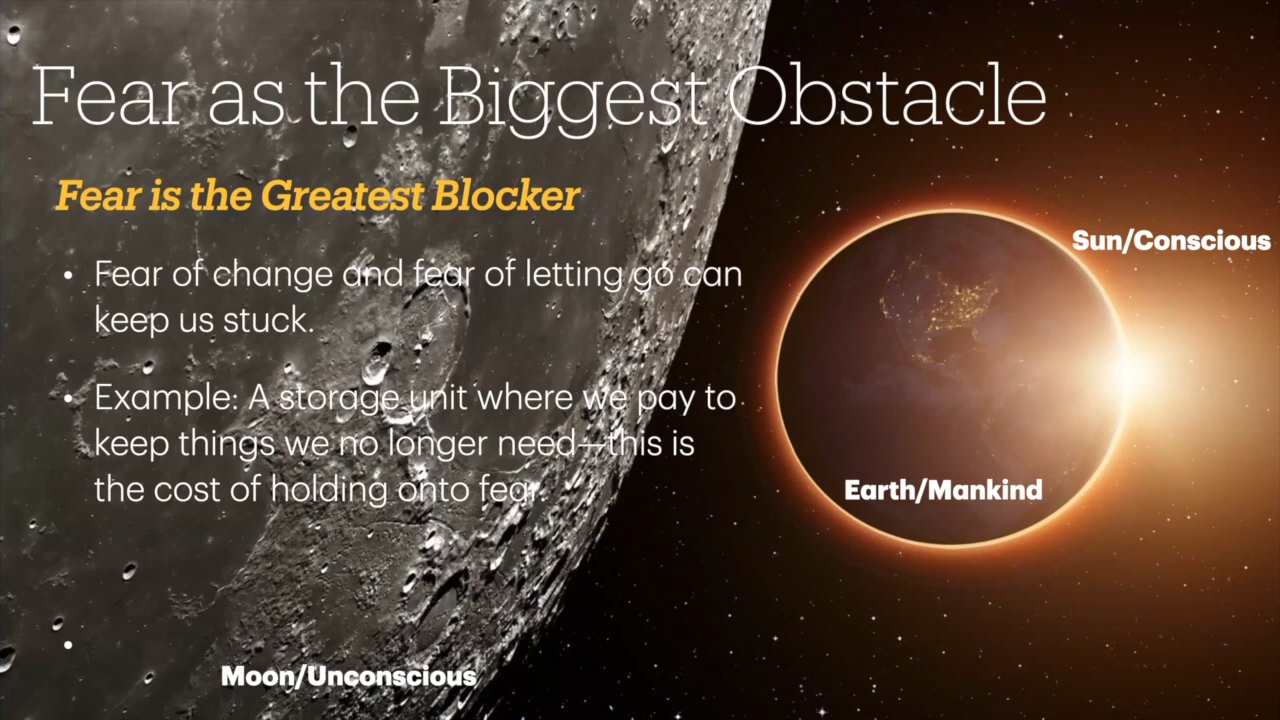 Fear as the Biggest Obstacle
Fear is the Greatest Blocker
• Fear of change and fear of letting go can
keep us stuck.
• Example: A storage unit where we pay to
keep things we no longer need—this is
the cost of holding onto fear.
•
Moon/Unconscious
Sun/Conscious
Earth/Mankind